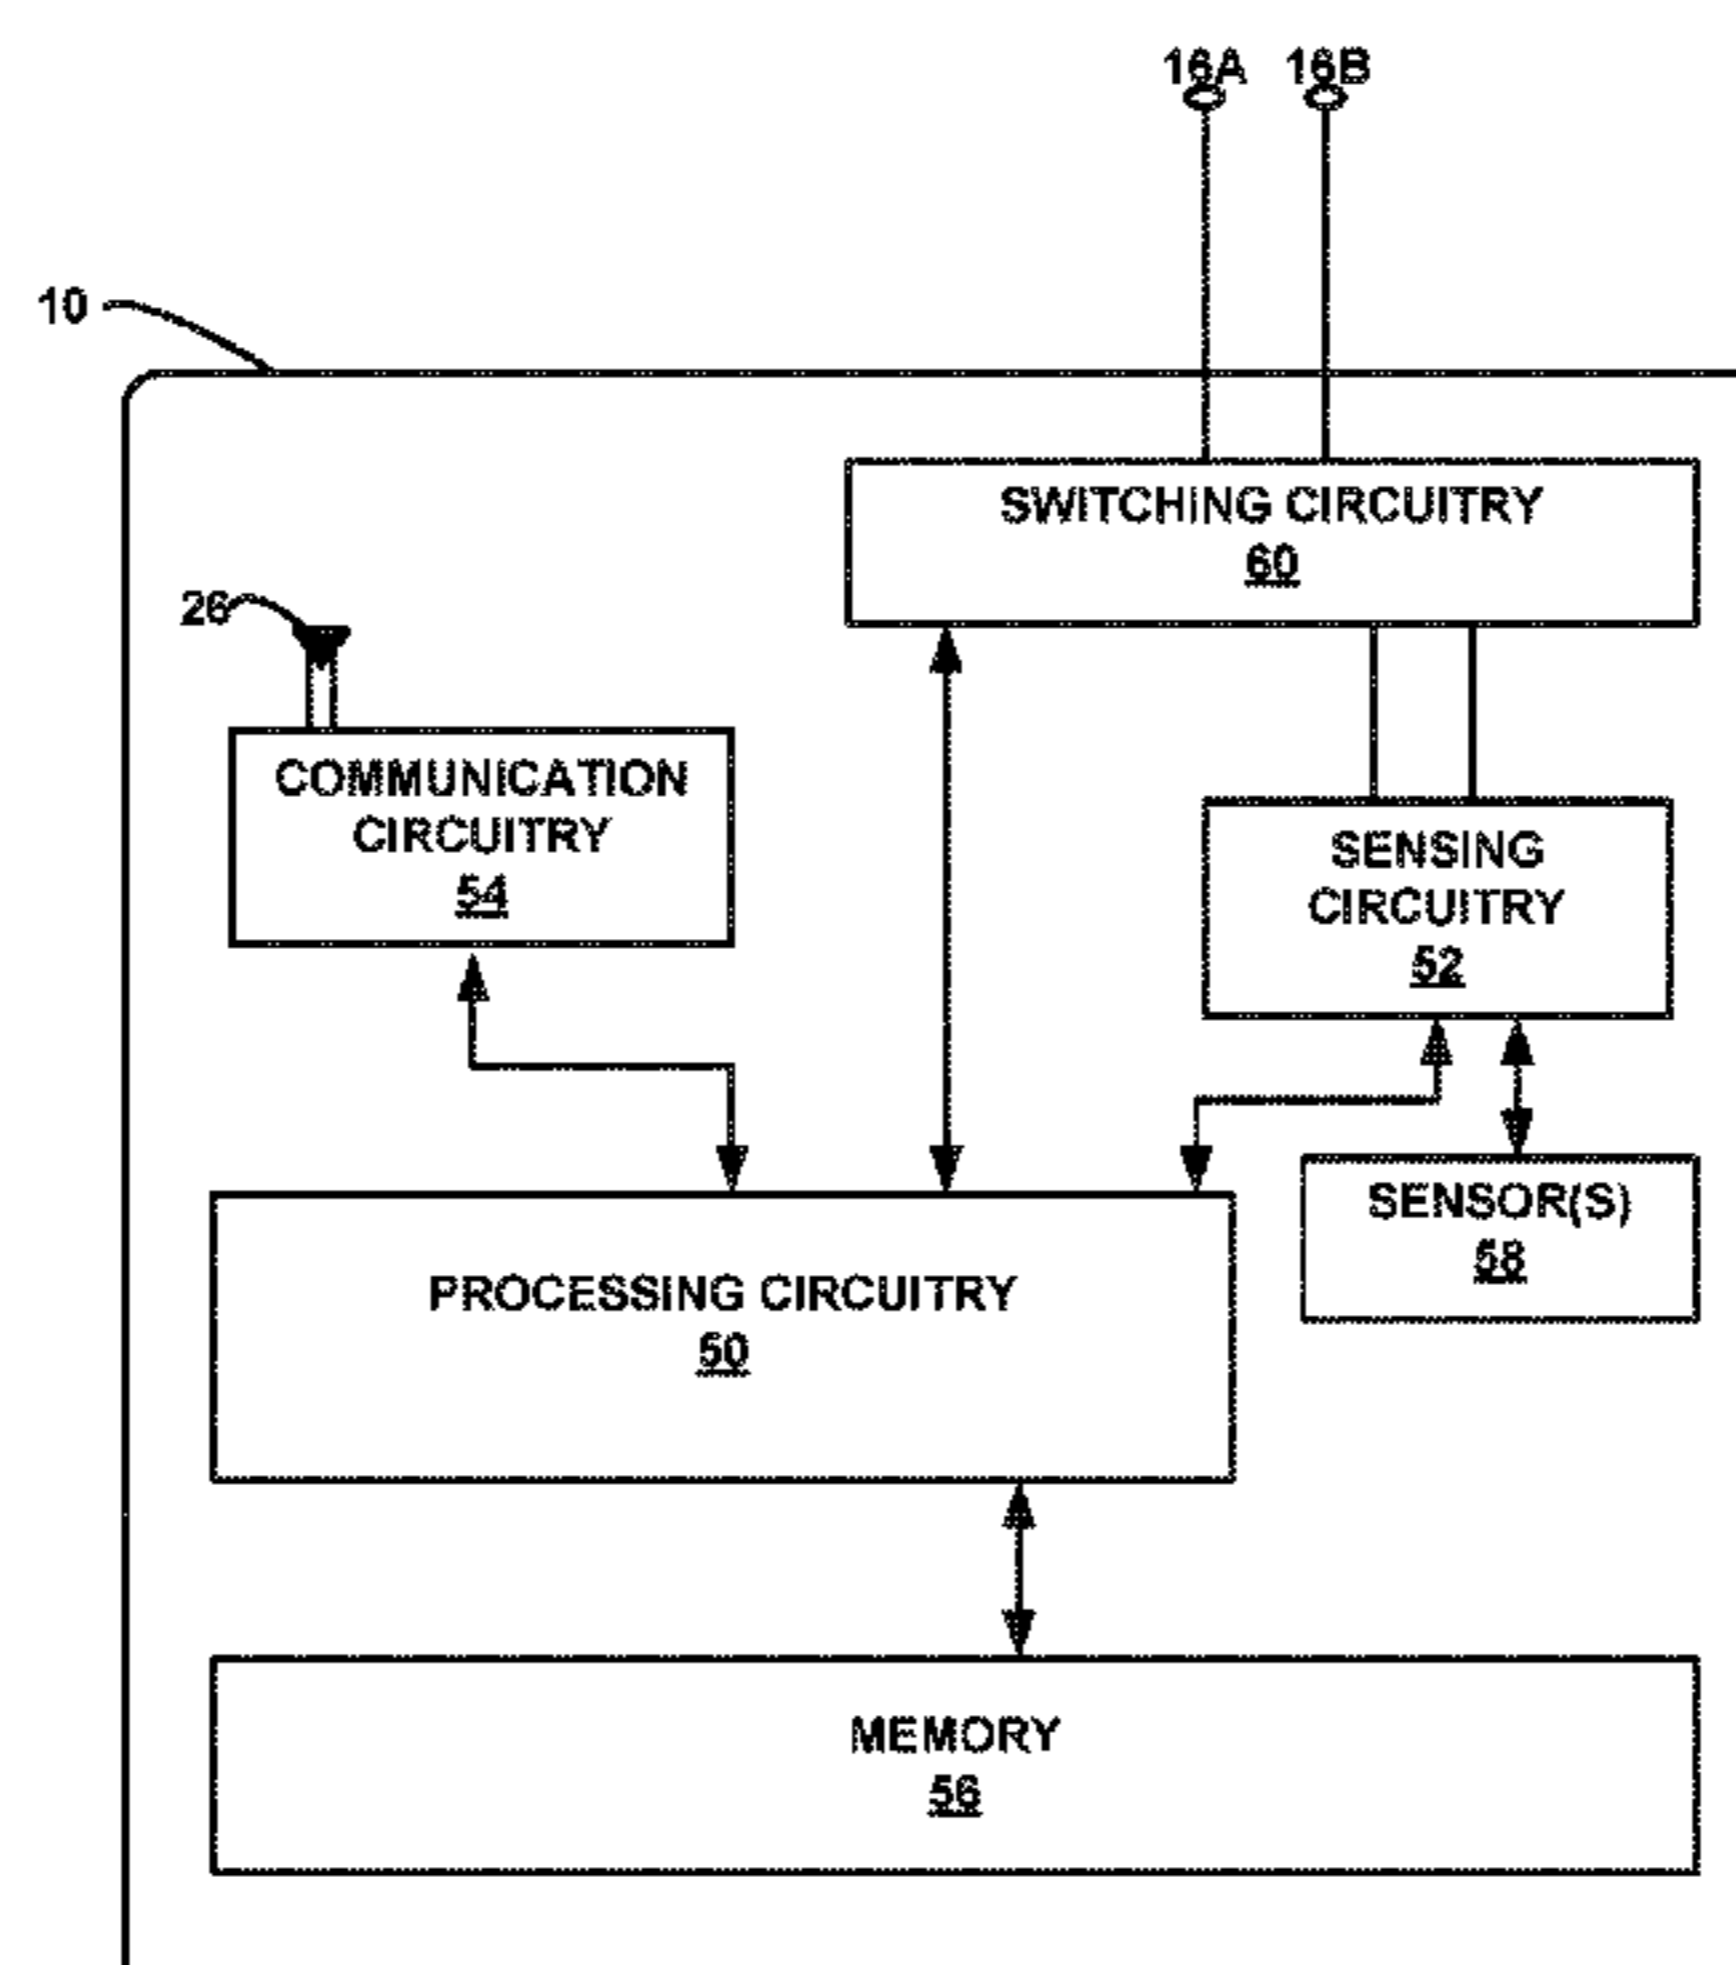 16A 16B
10
SWITCHING CIRCUITRY
60
26
COMMUNICATION
CIRCUITRY
54
SENSING
CIRCUITRY
52
SENSOR(S)
58
PROCESSING CIRCUITRY
50
MEMORY
56